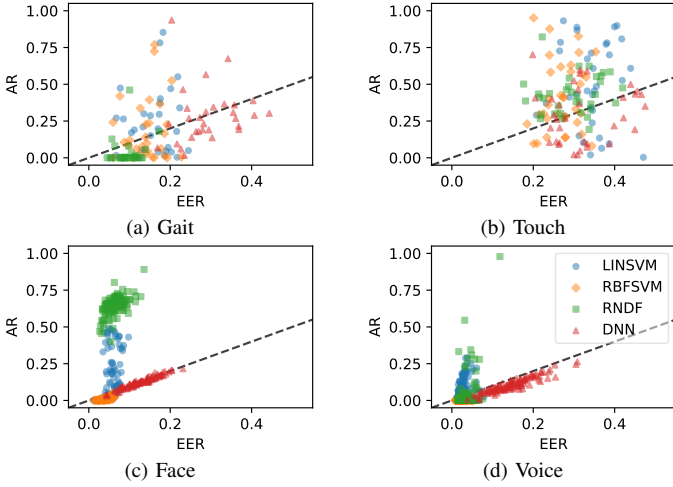 1.00
0.75
0.50
0.25
0.00
AR
0.0 0.2 0.4
EER
(a) Gait
1.00
0.75
0.50
0.25
0.00
AR
0.0 0.2 0.4
EER
(b) Touch
1.00
0.75
0.50
0.25
0.00
AR
0.0 0.2 0.4
EER
(c) Face
1.00
0.75
0.50
0.25
0.00
AR
LINSVM
RBFSVM
RNDF
DNN
0.0 0.2 0.4
EER
(d) Voice